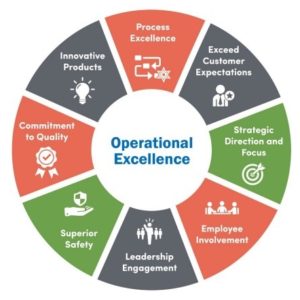 Operational
Excellence
Process
Excellence
Exceed
Customer
Expectations
Strategic
Direction and
Focus
Employee
Involvement
Leadership
Engagement
Superior
Safety
Commitment
to Quality
Innovative
Products